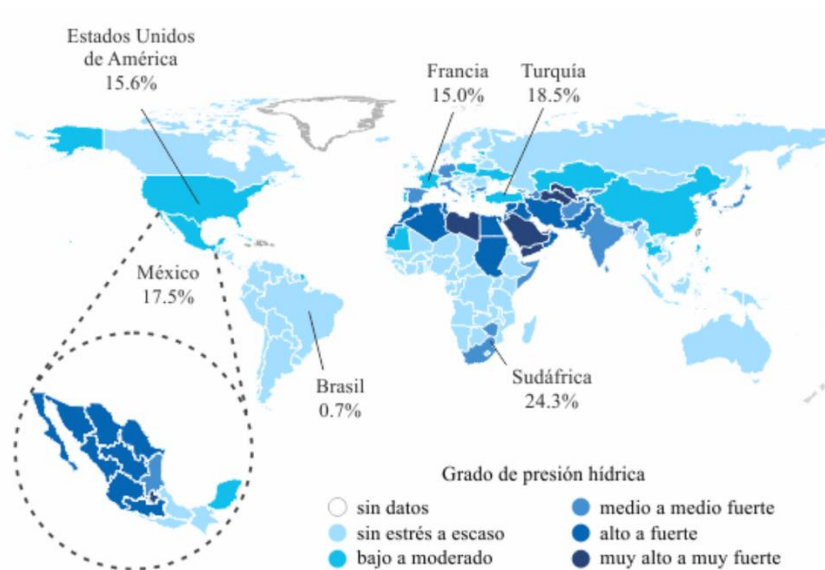 Estados Unidos
de América
15.6%
Francia
15.0%
Turquía
18.5%
México
17.5%
Brasil
0.7%
Sudáfrica
24.3%
Grado de presión hídrica
sin datos
sin estrés a escaso
bajo a moderado
medio a medio fuerte
alto a fuerte
muy alto a muy fuerte